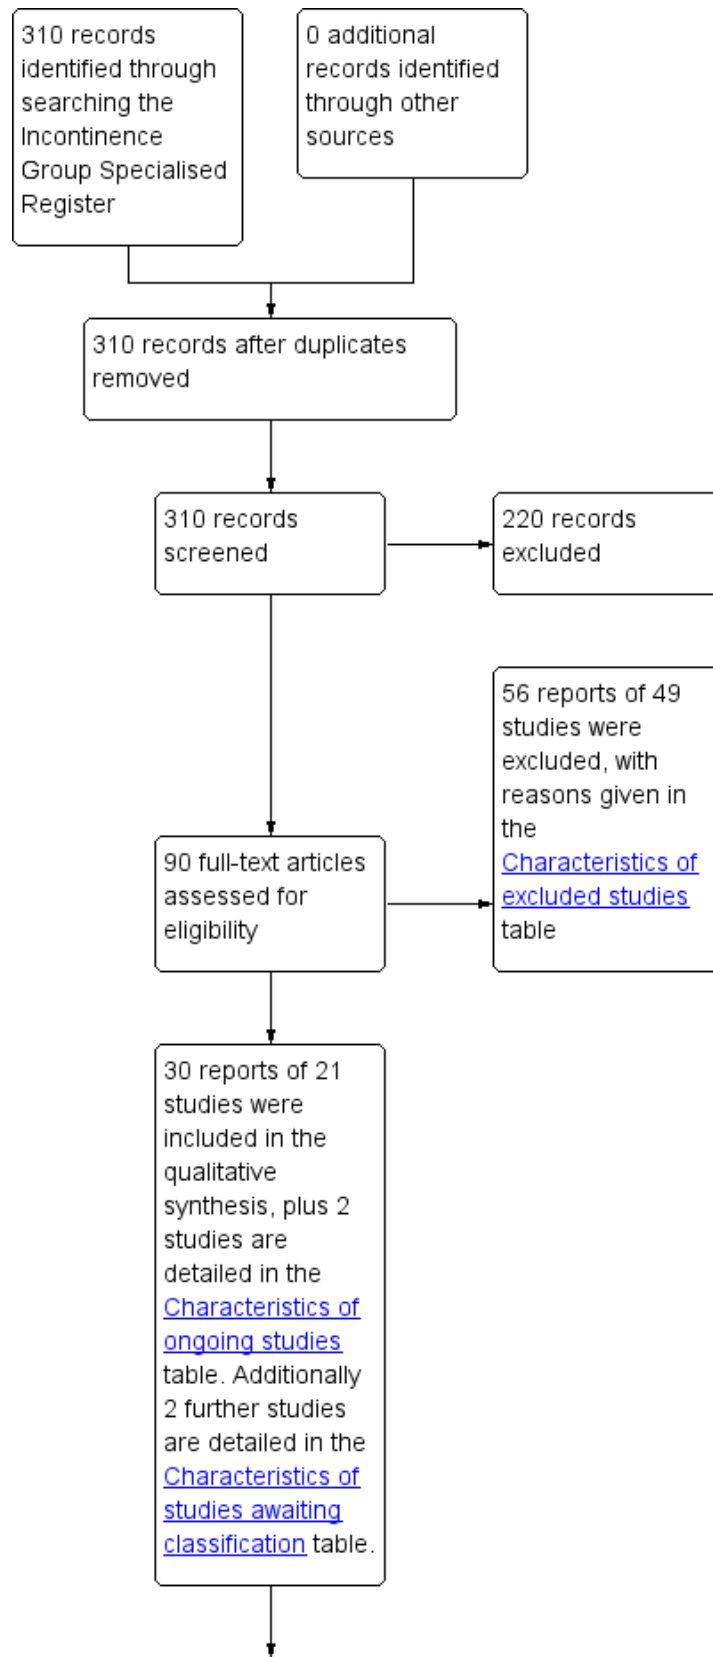 310 records
identified through
searching the
Incontinence
Group Specialised
Register
0 additional
records identified
through other
sources
310 records after duplicates
removed
310 records
screened
220 records
excluded
56 reports of 49
studies were
excluded, with
reasons given in
the
Characteristics of
excluded studies
table
90 full-text articles
assessed for
eligibility
30 reports of 21
studies were
included in the
qualitative
synthesis, plus 2
studies are
detailed in the
Characteristics of
ongoing studies
table. Additionally
2 further studies
are detailed in the
Characteristics of
studies awaiting
classification table.